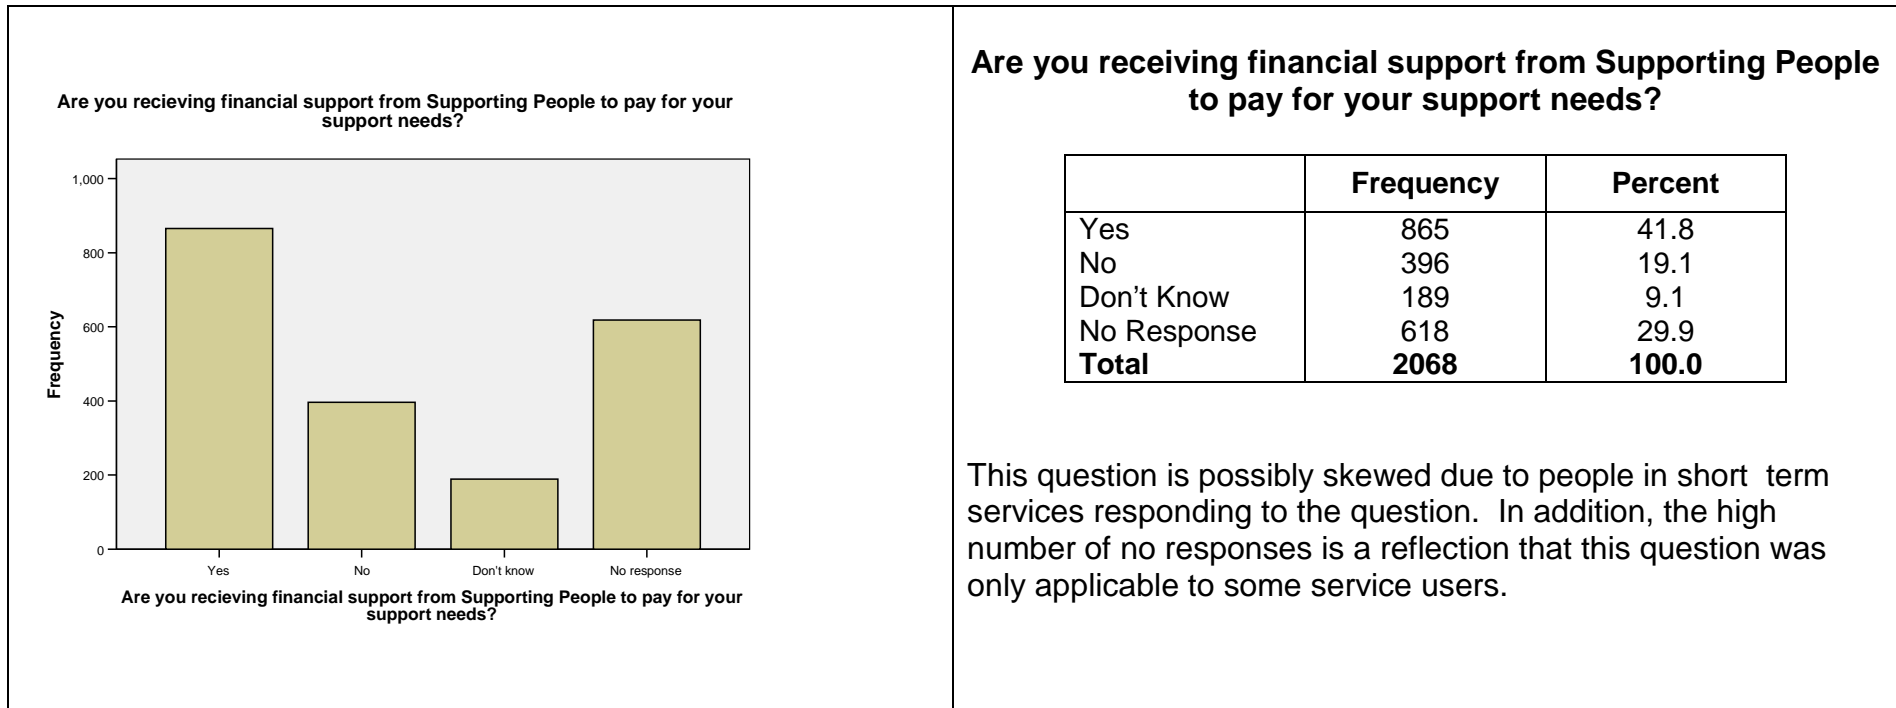 Are you recieving financial support from Supporting People to pay for your
support needs?
1,000
800
600
400
200
0
Frequency
Yes No Don't know No response
Are you recieving financial support from Supporting People to pay for your
support needs?
Are you receiving financial support from Supporting People
to pay for your support needs?
Frequency Percent
Yes 865 41.8
No 396 19.1
Don't Know 189 9.1
No Response 618 29.9
Total 2068 100.0
This question is possibly skewed due to people in short term
services responding to the question. In addition, the high
number of no responses is a reflection that this question was
only applicable to some service users.